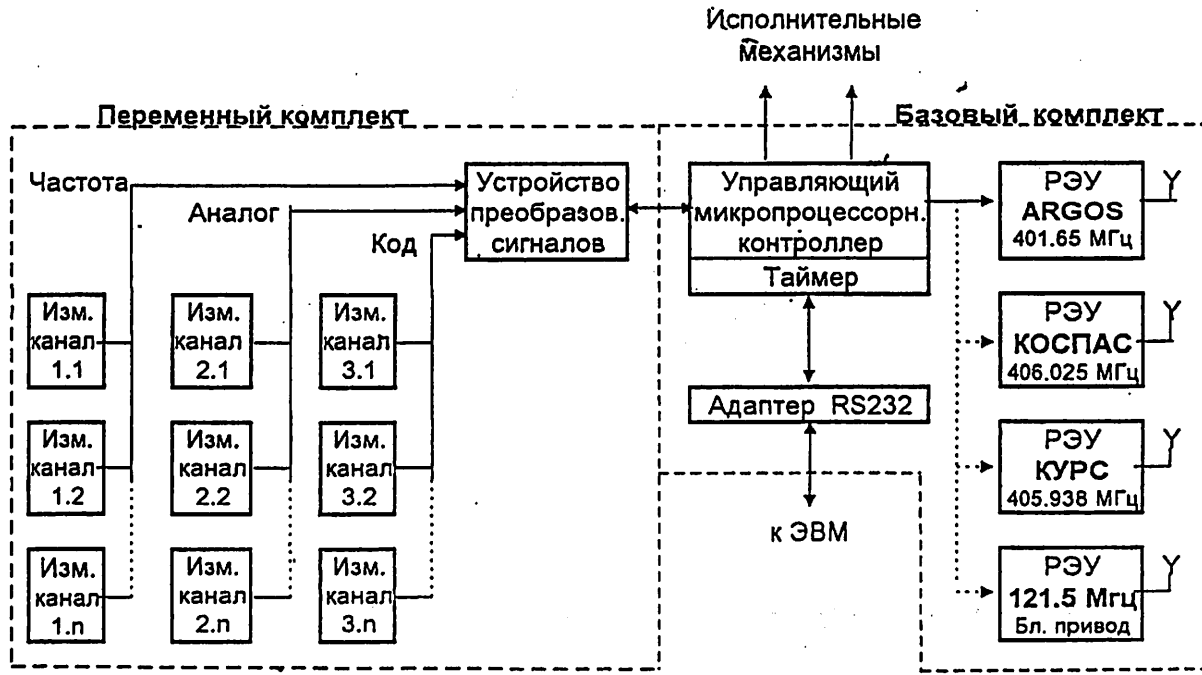 Исполнительные
механизмы
Переменный комплект
Базовый комплект
Частота
Аналог
Код
Устройство
преобразов.
сигналов
Управляющий
микропроцессорн.
контроллер
Таймер
РЭУ
ARGOS
401.65 МГц
Изм.
канал
1.1
Изм.
канал
2.1
Изм.
канал
3.1
РЭУ
КОСПАС
406.025 МГц
Адаптер RS232
Изм.
канал
1.2
Изм.
канал
2.2
Изм.
канал
3.2
РЭУ
КУРС
405.938 МГц
к ЭВМ
Изм.
канал
1.n
Изм.
канал
2.n
Изм.
канал
3.n
РЭУ
121.5 Мгц
Бл. привод